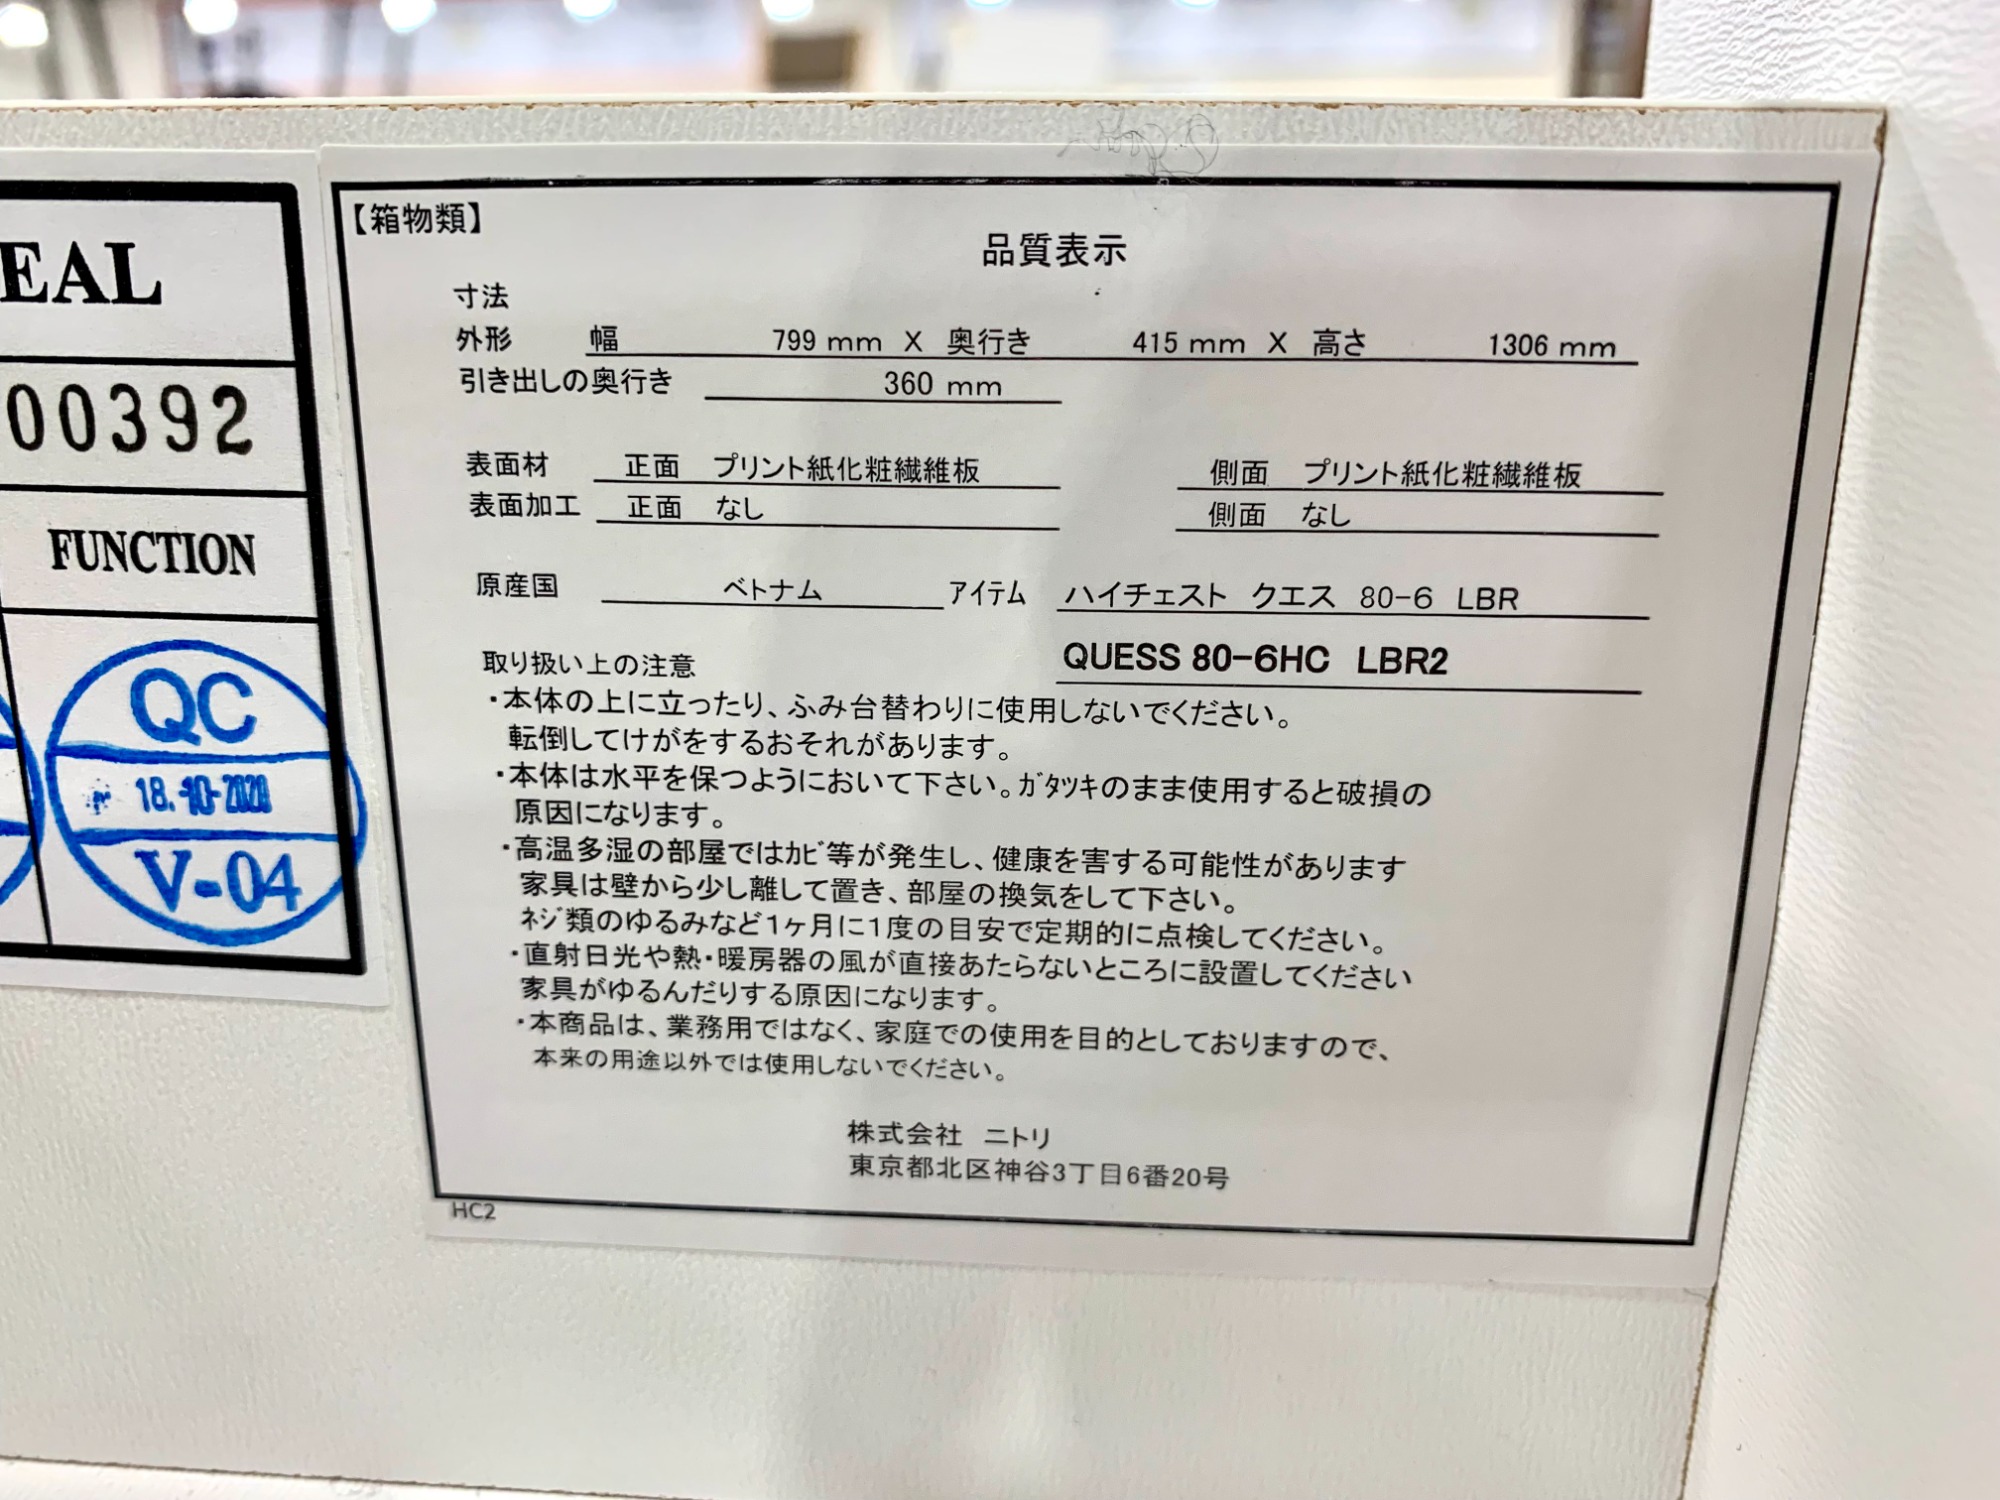 EAL
00392
FUNCTION
QC
18.-10-2020
V-04
【箱物類】
品質表示
寸法
外形 幅 799 mm X 奥行き 415 mm X 高さ 1306 mm
引き出しの奥行き 360 mm
表面材 正面 プリント紙化粧繊維板 側面 プリント紙化粧繊維板
表面加工 正面 なし 側面 なし
原産国 ベトナム アイテム ハイチェスト クエス 80-6 LBR
QUESS 80-6HC LBR2
取り扱い上の注意
・本体の上に立ったり、ふみ台替わりに使用しないでください。
転倒してけがをするおそれがあります。
・本体は水平を保つようにおいて下さい。ｶﾞﾀﾂｷのまま使用すると破損の
原因になります。
・高温多湿の部屋ではｶﾋﾞ等が発生し、健康を害する可能性があります
家具は壁から少し離して置き、部屋の換気をして下さい。
ﾈｼﾞ類のゆるみなど1ヶ月に1度の目安で定期的に点検してください。
・直射日光や熱・暖房器の風が直接あたらないところに設置してください
家具がゆるんだりする原因になります。
・本商品は、業務用ではなく、家庭での使用を目的としておりますので、
本来の用途以外では使用しないでください。
株式会社 ニトリ
東京都北区神谷3丁目6番20号
HC2